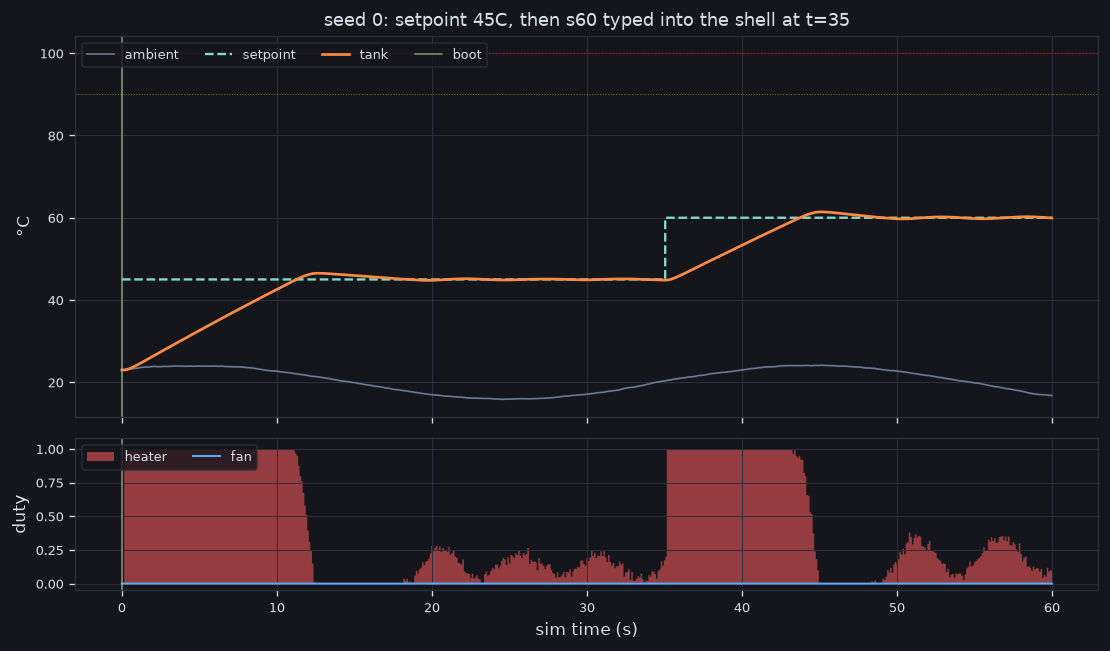 seed 0: setpoint 45C, then s60 typed into the shell at t=35
ambient setpoint tank boot
°C
100
80
60
40
20
heater fan
duty
1.00
0.75
0.50
0.25
0.00
0 10 20 30 40 50 60
sim time (s)